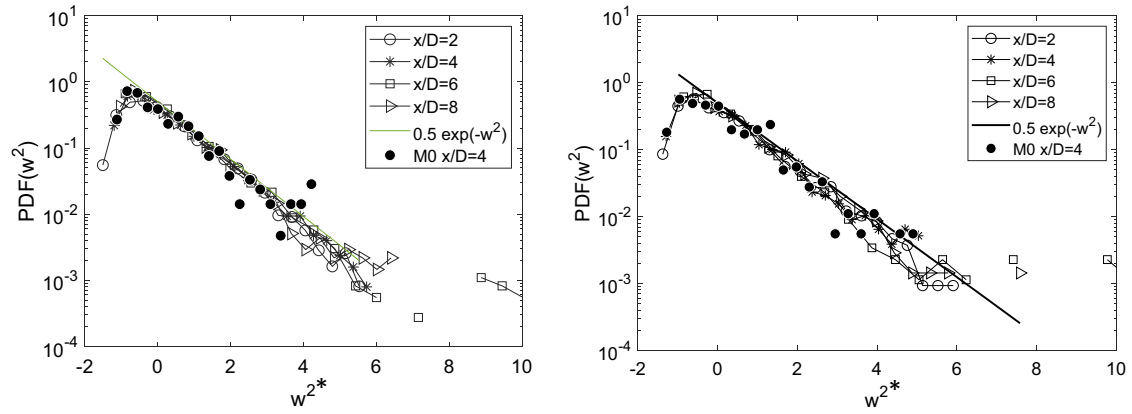 10^1
10^0
10^-1
10^-2
10^-3
10^-4
PDF(w^2)
-2 0 2 4 6 8 10
w^2*
x/D=2
x/D=4
x/D=6
x/D=8
0.5 exp(-w^2)
M0 x/D=4
10^1
10^0
10^-1
10^-2
10^-3
10^-4
PDF(w^2)
-2 0 2 4 6 8 10
w^2*
x/D=2
x/D=4
x/D=6
x/D=8
0.5 exp(-w^2)
M0 x/D=4